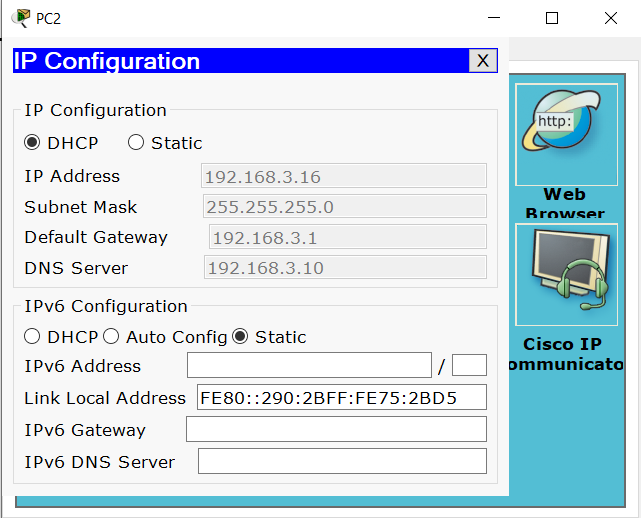 PC2
IP Configuration
X
IP Configuration
DHCP
Static
IP Address
192.168.3.16
Subnet Mask
255.255.255.0
Default Gateway
192.168.3.1
DNS Server
192.168.3.10
IPv6 Configuration
DHCP
Auto Config
Static
IPv6 Address
/
Link Local Address
FE80::290:2BFF:FE75:2BD5
IPv6 Gateway
IPv6 DNS Server
http:
Web
Browser
Cisco IP
ommunicato